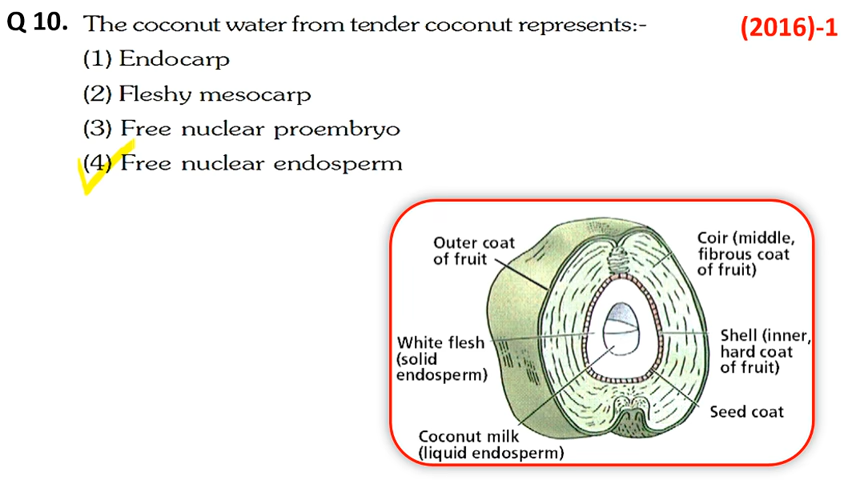 Q 10. The coconut water from tender coconut represents:-
(2016)-1
(1) Endocarp
(2) Fleshy mesocarp
(3) Free nuclear proembryo
(4) Free nuclear endosperm
Outer coat
of fruit
Coir (middle,
fibrous coat
of fruit)
White flesh
(solid
endosperm)
Shell (inner,
hard coat
of fruit)
Seed coat
Coconut milk
(liquid endosperm)